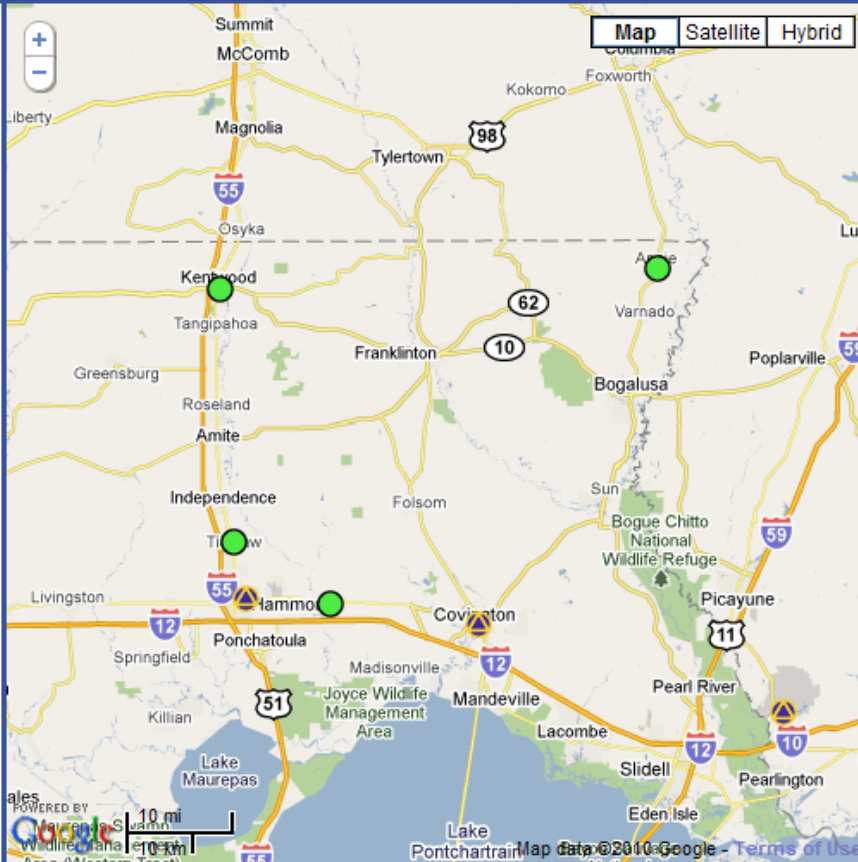 Summit
Map Satellite Hybrid
McComb
Columbia
Foxworth
Kokomo
Liberty
Magnolia
98
Tylertown
55
Osyka
Lu
Kentwood
62
Varnado
Tangipahoa
Franklinton
10
Poplarville
59
Greensburg
Bogalusa
Roseland
Amite
Independence
Folsom
Sun
Bogue Chitto
National
Wildlife Refuge
59
55
Livingston
Picayune
Covington
12
11
Ponchatoula
Springfield
Madisonville
12
Pearl River
51
Joyce Wildlife
Management
Area
Mandeville
Killian
Lacombe
12
10
Lake
Maurepas
Slidell
Pearlington
ales
POWERED BY
Google
10 mi
10 km
Eden Isle
Lake
Pontchartrain
Map data ©2010 Google - Terms of Use
55